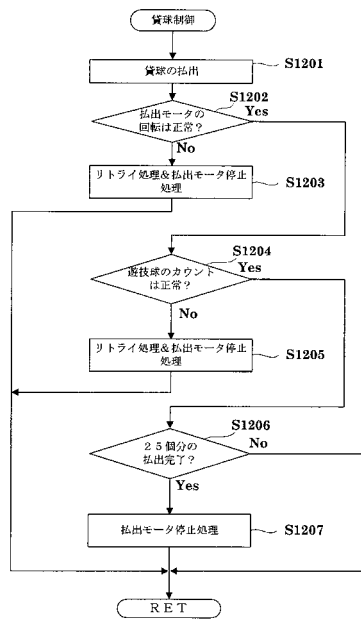 貸球制御
貸球の払出
S1201
払出モータの
回転は正常？
S1202
Yes
No
リトライ処理＆払出モータ停止
処理
S1203
遊技球のカウント
は正常？
S1204
Yes
No
リトライ処理＆払出モータ停止
処理
S1205
２５個分の
払出完了？
S1206
No
Yes
払出モータ停止処理
S1207
ＲＥＴ